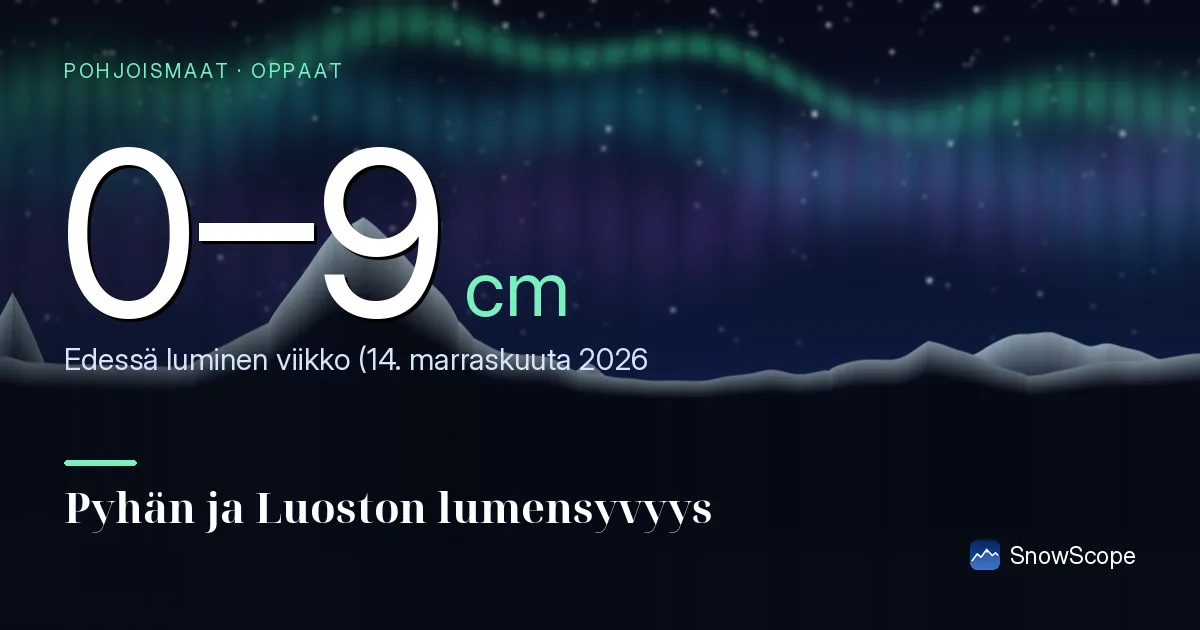 POHJOISMAAT · OPPAAT
0–9 cm
Edessä luminen viikko (14. marraskuuta 2026
Pyhän ja Luoston lumensyvyys
SnowScope